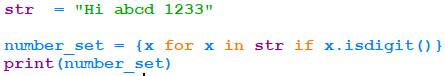 str  = "Hi abcd 1233"
number_set = {x for x in str if x.isdigit()}
print(number_set)